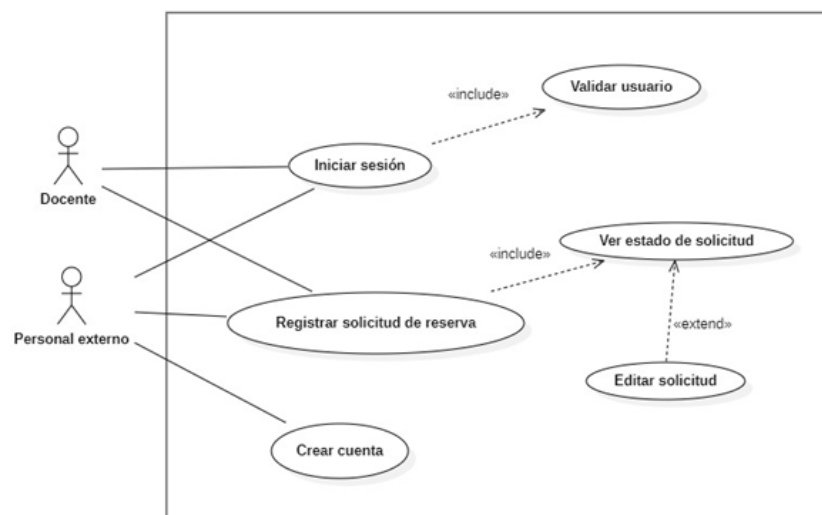 Validar usuario
«include»
Iniciar sesión
Docente
Ver estado de solicitud
«include»
Registrar solicitud de reserva
Personal externo
«extend»
Editar solicitud
Crear cuenta